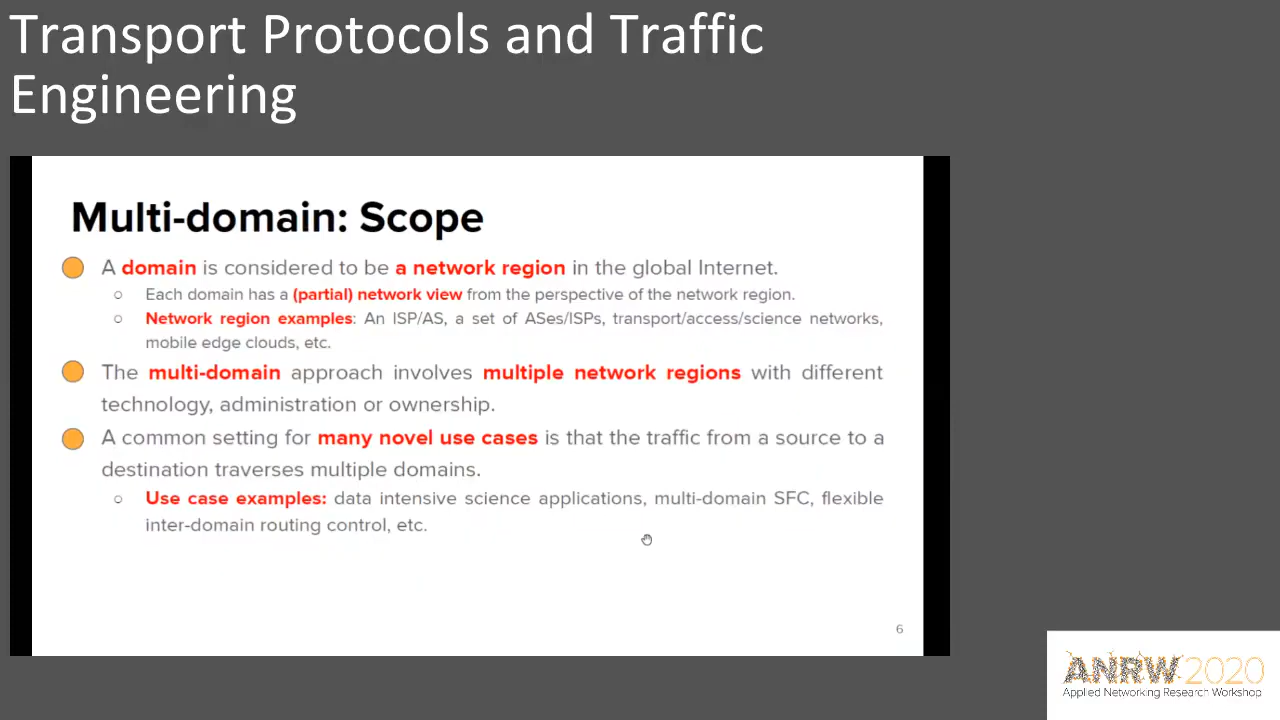 Transport Protocols and Traffic
Engineering
Multi-domain: Scope
A domain is considered to be a network region in the global Internet.
Each domain has a (partial) network view from the perspective of the network region.
Network region examples: An ISP/AS, a set of ASes/ISPs, transport/access/science networks,
mobile edge clouds, etc.
The multi-domain approach involves multiple network regions with different
technology, administration or ownership.
A common setting for many novel use cases is that the traffic from a source to a
destination traverses multiple domains.
Use case examples: data intensive science applications, multi-domain SFC, flexible
inter-domain routing control, etc.
6
ANRW2020
Applied Networking Research Workshop